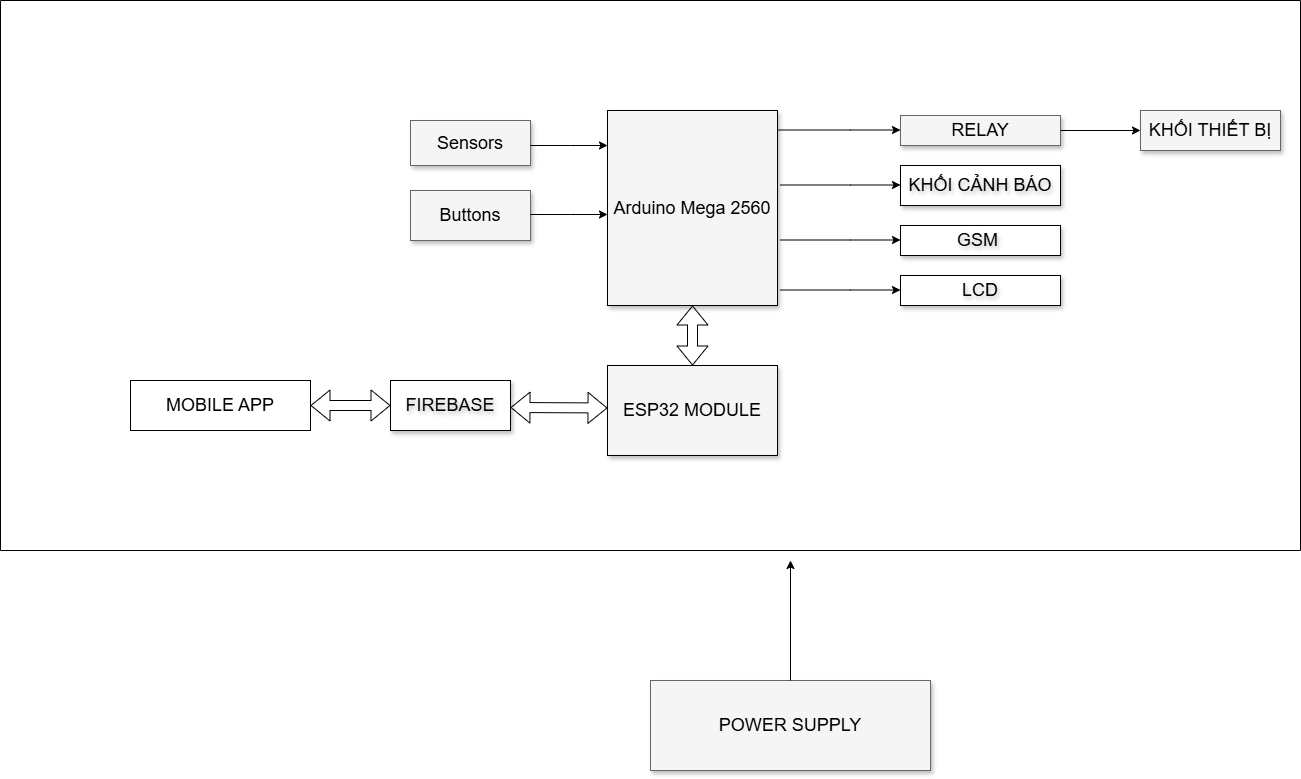 Sensors
Buttons
Arduino Mega 2560
RELAY
KHỐI THIẾT BỊ
KHỐI CẢNH BÁO
GSM
LCD
MOBILE APP
FIREBASE
ESP32 MODULE
POWER SUPPLY